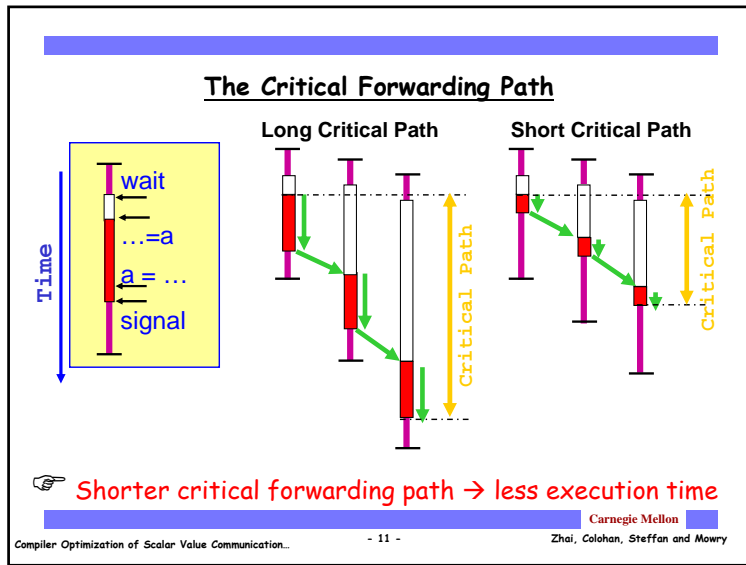 The Critical Forwarding Path
Long Critical Path
Short Critical Path
Time
wait
…=a
a = …
signal
Critical Path
Critical Path
☞ Shorter critical forwarding path → less execution time
Carnegie Mellon
Compiler Optimization of Scalar Value Communication…
- 11 -
Zhai, Colohan, Steffan and Mowry